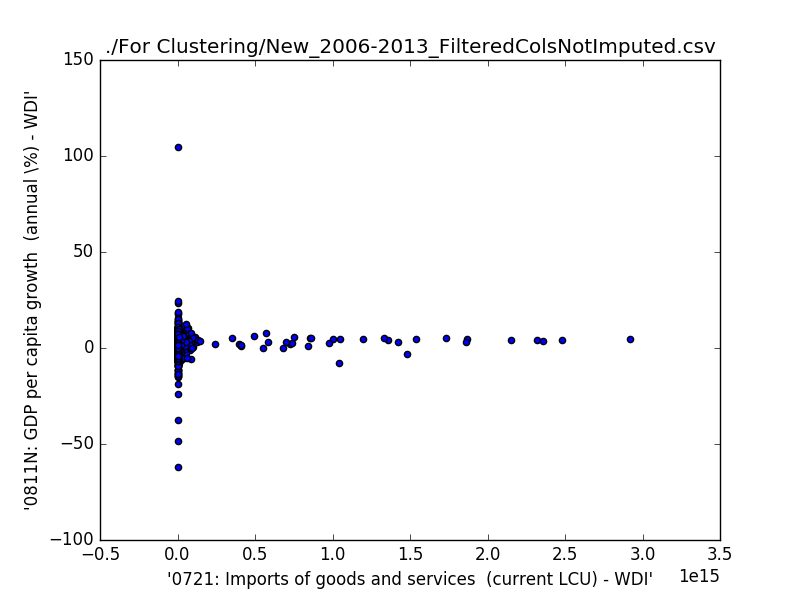 ./For Clustering/New_2006-2013_FilteredColsNotImputed.csv
150
100
50
0
−50
−100
'0811N: GDP per capita growth  (annual \%) - WDI'
−0.5 0.0 0.5 1.0 1.5 2.0 2.5 3.0 3.5
1e15
'0721: Imports of goods and services  (current LCU) - WDI'